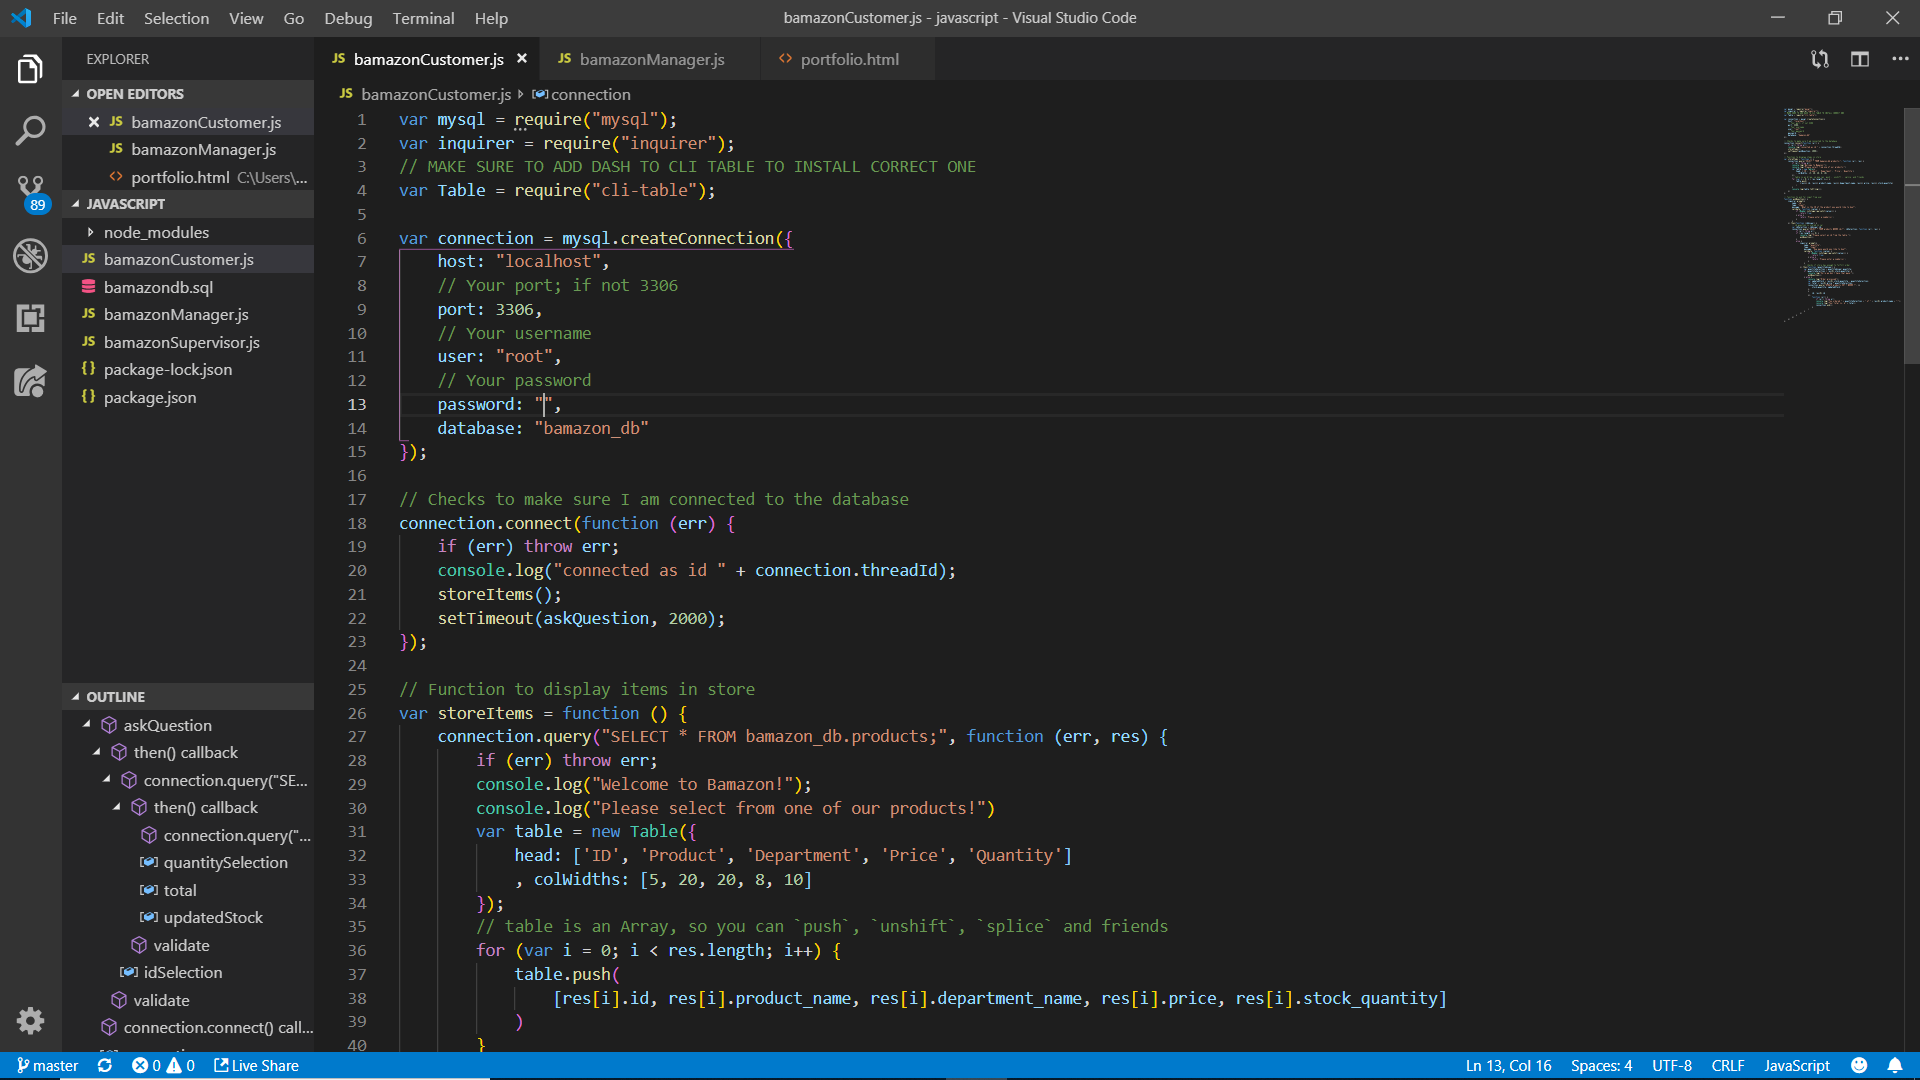 File Edit Selection View Go Debug Terminal Help
bamazonCustomer.js - javascript - Visual Studio Code
EXPLORER
OPEN EDITORS
JS bamazonCustomer.js
JS bamazonManager.js
<> portfolio.html C:\Users\...
89
JAVASCRIPT
node_modules
JS bamazonCustomer.js
bamazondb.sql
JS bamazonManager.js
JS bamazonSupervisor.js
{} package-lock.json
{} package.json
OUTLINE
askQuestion
then() callback
connection.query("SE...
then() callback
connection.query("...
quantitySelection
total
updatedStock
validate
idSelection
validate
connection.connect() call...
JS bamazonCustomer.js
JS bamazonManager.js
<> portfolio.html
JS bamazonCustomer.js connection
1 var mysql = require("mysql");
2 var inquirer = require("inquirer");
3 // MAKE SURE TO ADD DASH TO CLI TABLE TO INSTALL CORRECT ONE
4 var Table = require("cli-table");
5
6 var connection = mysql.createConnection({
7 host: "localhost",
8 // Your port; if not 3306
9 port: 3306,
10 // Your username
11 user: "root",
12 // Your password
13 password: "",
14 database: "bamazon_db"
15 });
16
17 // Checks to make sure I am connected to the database
18 connection.connect(function (err) {
19 if (err) throw err;
20 console.log("connected as id " + connection.threadId);
21 storeItems();
22 setTimeout(askQuestion, 2000);
23 });
24
25 // Function to display items in store
26 var storeItems = function () {
27 connection.query("SELECT * FROM bamazon_db.products;", function (err, res) {
28 if (err) throw err;
29 console.log("Welcome to Bamazon!");
30 console.log("Please select from one of our products!")
31 var table = new Table({
32 head: ['ID', 'Product', 'Department', 'Price', 'Quantity']
33 , colWidths: [5, 20, 20, 8, 10]
34 });
35 // table is an Array, so you can `push`, `unshift`, `splice` and friends
36 for (var i = 0; i < res.length; i++) {
37 table.push(
38 [res[i].id, res[i].product_name, res[i].department_name, res[i].price, res[i].stock_quantity]
39 )
40 }
master 0 0 Live Share
Ln 13, Col 16 Spaces: 4 UTF-8 CRLF JavaScript